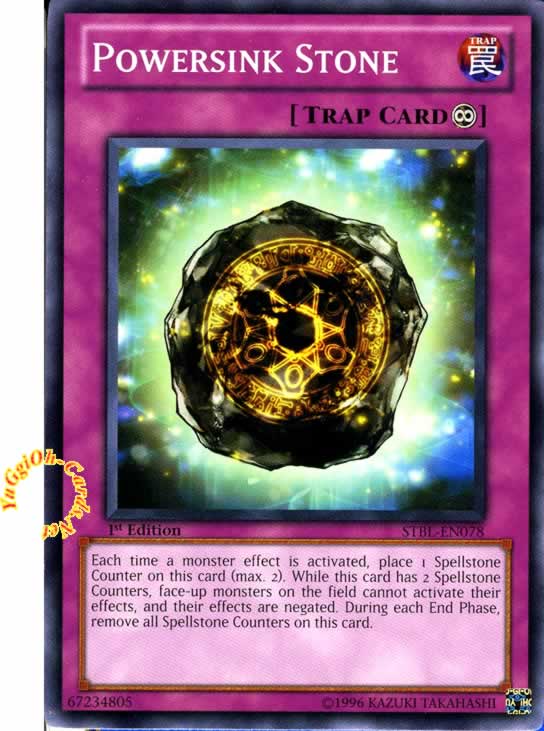 POWERSINK STONE
TRAP
罠
[TRAP CARD∞]
1st Edition
STBL-EN078
Each time a monster effect is activated, place 1 Spellstone
Counter on this card (max. 2). While this card has 2 Spellstone
Counters, face-up monsters on the field cannot activate their
effects, and their effects are negated. During each End Phase,
remove all Spellstone Counters on this card.
67234805
©1996 KAZUKI TAKAHASHI
YuGgiOh-Cards.Net